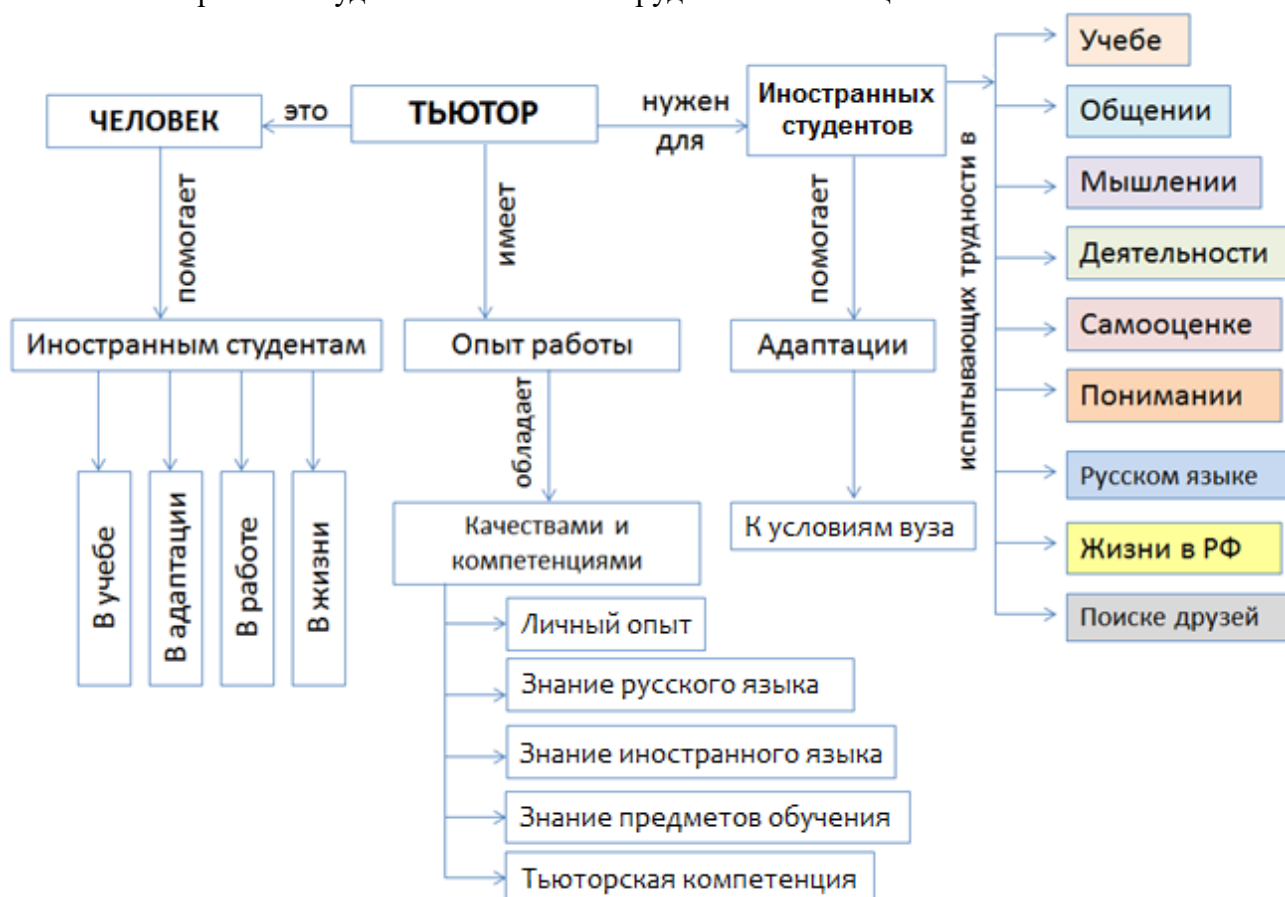 ЧЕЛОВЕК
это
ТЬЮТОР
нужен
для
Иностранных
студентов
испытывающих трудности в
Учебе
Общении
Мышлении
Деятельности
Самооценке
Понимании
Русском языке
Жизни в РФ
Поиске друзей
помогает
имеет
помогает
Иностранным студентам
Опыт работы
Адаптации
обладает
В учебе
В адаптации
В работе
В жизни
Качествами и
компетенциями
К условиям вуза
Личный опыт
Знание русского языка
Знание иностранного языка
Знание предметов обучения
Тьюторская компетенция